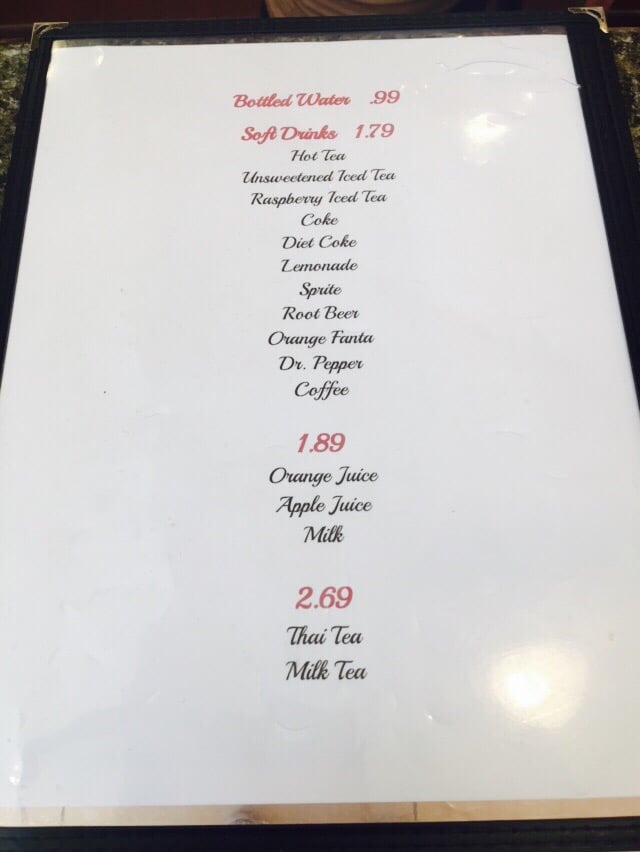 Bottled Water .99
Soft Drinks 1.79
Hot Tea
Unsweetened Iced Tea
Raspberry Iced Tea
Coke
Diet Coke
Lemonade
Sprite
Root Beer
Orange Fanta
Dr. Pepper
Coffee
1.89
Orange Juice
Apple Juice
Milk
2.69
Thai Tea
Milk Tea